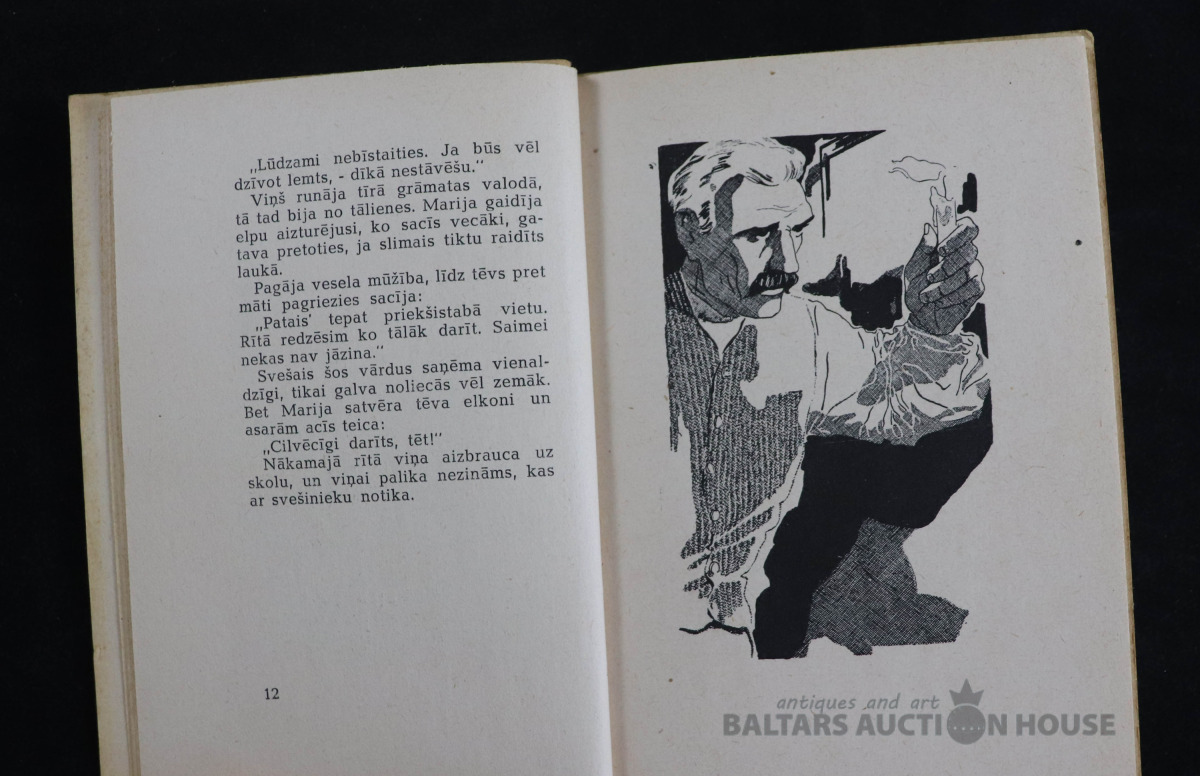 „Lūdzami nebīstaities. Ja būs vēl
dzīvot lemts, - dīkā nestāvēšu."
Viņš runāja tīrā grāmatas valodā,
tā tad bija no tālienes. Marija gaidīja
elpu aizturējusi, ko sacīs vecāki, ga-
tava pretoties, ja slimais tiktu raidīts
laukā.
Pagāja vesela mūžība, līdz tēvs pret
māti pagriezies sacīja:
„Patais' tepat priekšistabā vietu.
Rītā redzēsim ko tālāk darīt. Saimei
nekas nav jāzina."
Svešais šos vārdus saņēma vienal-
dzīgi, tikai galva noliecās vēl zemāk.
Bet Marija satvēra tēva elkoni un
asarām acīs teica:
„Cilvēcīgi darīts, tēt!"
Nākamajā rītā viņa aizbrauca uz
skolu, un viņai palika nezināms, kas
ar svešinieku notika.
12
antiques and art
BALTARS AUCTION HOUSE